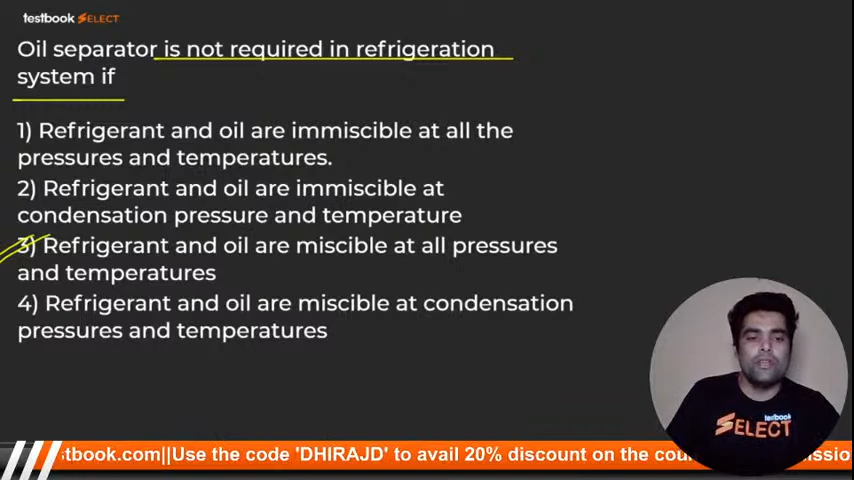 testbook SELECT
Oil separator is not required in refrigeration
system if
1) Refrigerant and oil are immiscible at all the
pressures and temperatures.
2) Refrigerant and oil are immiscible at
condensation pressure and temperature
3) Refrigerant and oil are miscible at all pressures
and temperatures
4) Refrigerant and oil are miscible at condensation
pressures and temperatures
testbook
SELECT
stbook.com||Use the code 'DHIRAJD' to avail 20% discount on the cou missio